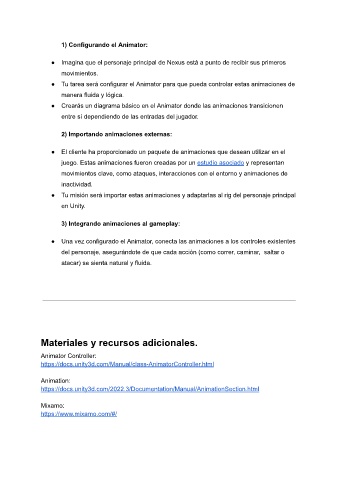 1) Configurando el Animator:
● Imagina que el personaje principal de Nexus está a punto de recibir sus primeros
movimientos.
● Tu tarea será configurar el Animator para que pueda controlar estas animaciones de
manera fluida y lógica.
● Crearás un diagrama básico en el Animator donde las animaciones transicionen
entre sí dependiendo de las entradas del jugador.
2) Importando animaciones externas:
● El cliente ha proporcionado un paquete de animaciones que desean utilizar en el
juego. Estas animaciones fueron creadas por un estudio asociado y representan
movimientos clave, como ataques, interacciones con el entorno y animaciones de
inactividad.
● Tu misión será importar estas animaciones y adaptarlas al rig del personaje principal
en Unity.
3) Integrando animaciones al gameplay:
● Una vez configurado el Animator, conecta las animaciones a los controles existentes
del personaje, asegurándote de que cada acción (como correr, caminar, saltar o
atacar) se sienta natural y fluida.
Materiales y recursos adicionales.
Animator Controller:
https://docs.unity3d.com/Manual/class-AnimatorController.html
Animation:
https://docs.unity3d.com/2022.3/Documentation/Manual/AnimationSection.html
Mixamo:
https://www.mixamo.com/#/